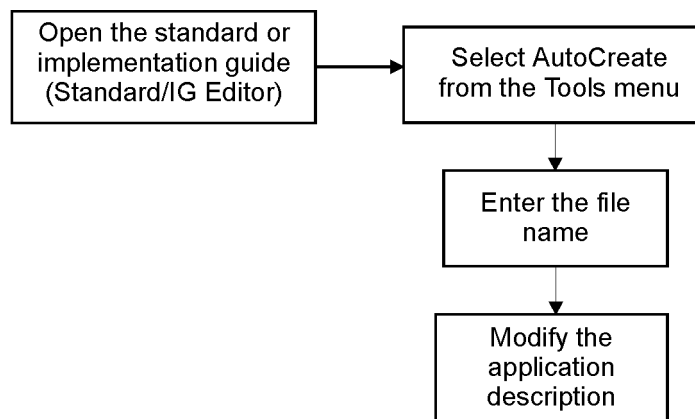 Open the standard or
implementation guide
(Standard/IG Editor)
Select AutoCreate
from the Tools menu
Enter the file
name
Modify the
application
description